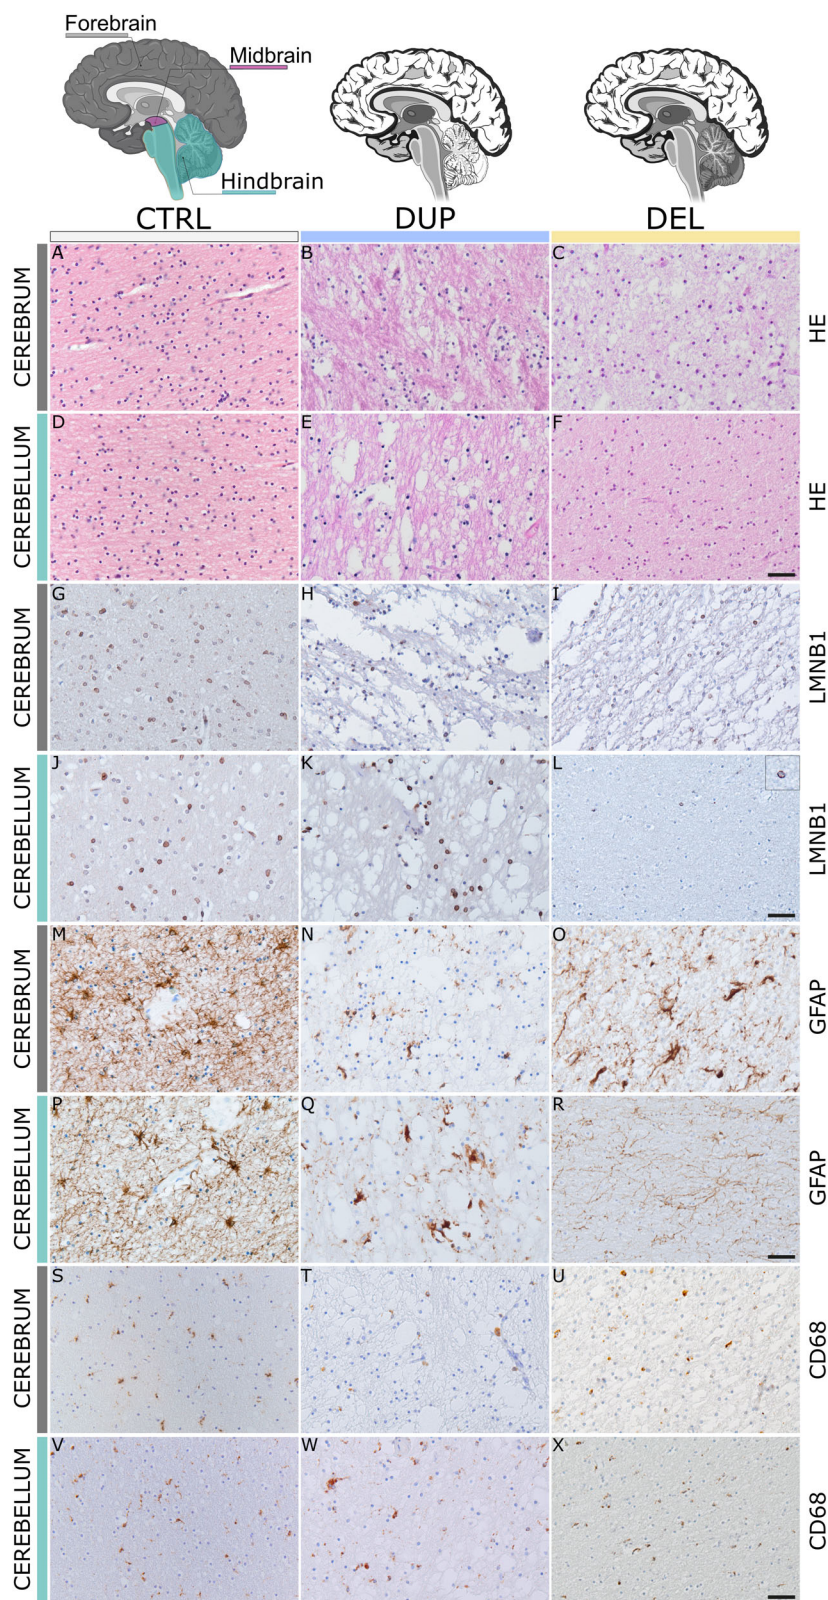 Forebrain
Midbrain
Hindbrain
CTRL DUP DEL
CEREBRUM A B C HE
CEREBELLUM D E F HE
CEREBRUM G H I LMNB1
CEREBELLUM J K L LMNB1
CEREBRUM M N O GFAP
CEREBELLUM P Q R GFAP
CEREBRUM S T U CD68
CEREBELLUM V W X CD68